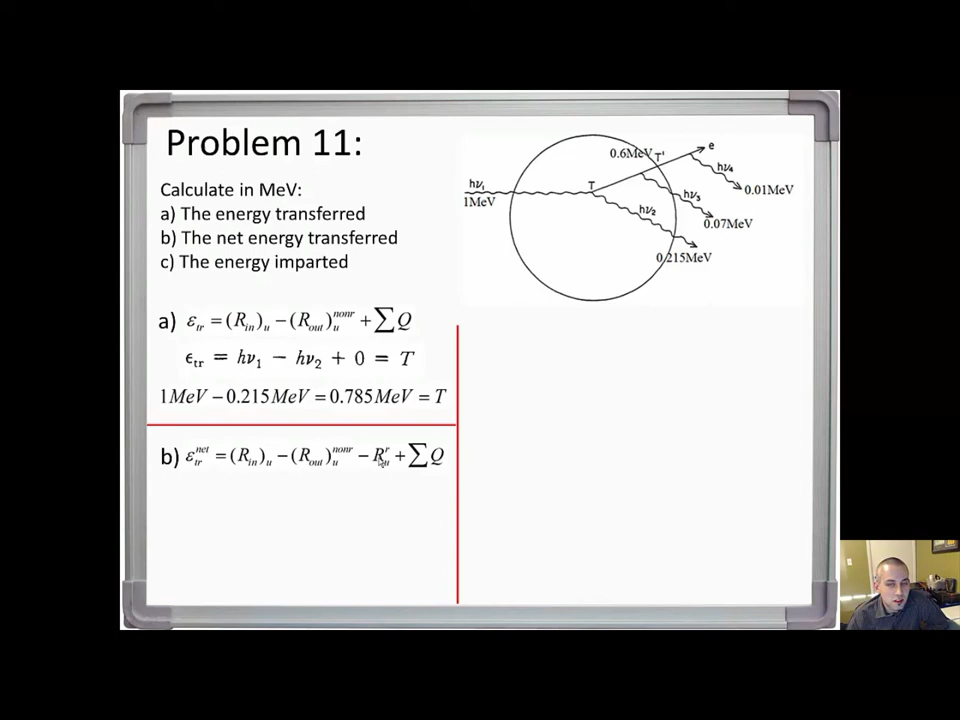 Problem 11:
Calculate in MeV:
a) The energy transferred
b) The net energy transferred
c) The energy imparted
a) ε_tr = (R_in)_u − (R_out)_u^nonr + ∑Q
ϵ_tr = hν₁ − hν₂ + 0 = T
1MeV − 0.215MeV = 0.785MeV = T
b) ε_tr^net = (R_in)_u − (R_out)_u^nonr − R_u^r + ∑Q
hν₁
1MeV
T
0.6MeV
T'
e
hν₄
0.01MeV
hν₃
0.07MeV
hν₂
0.215MeV